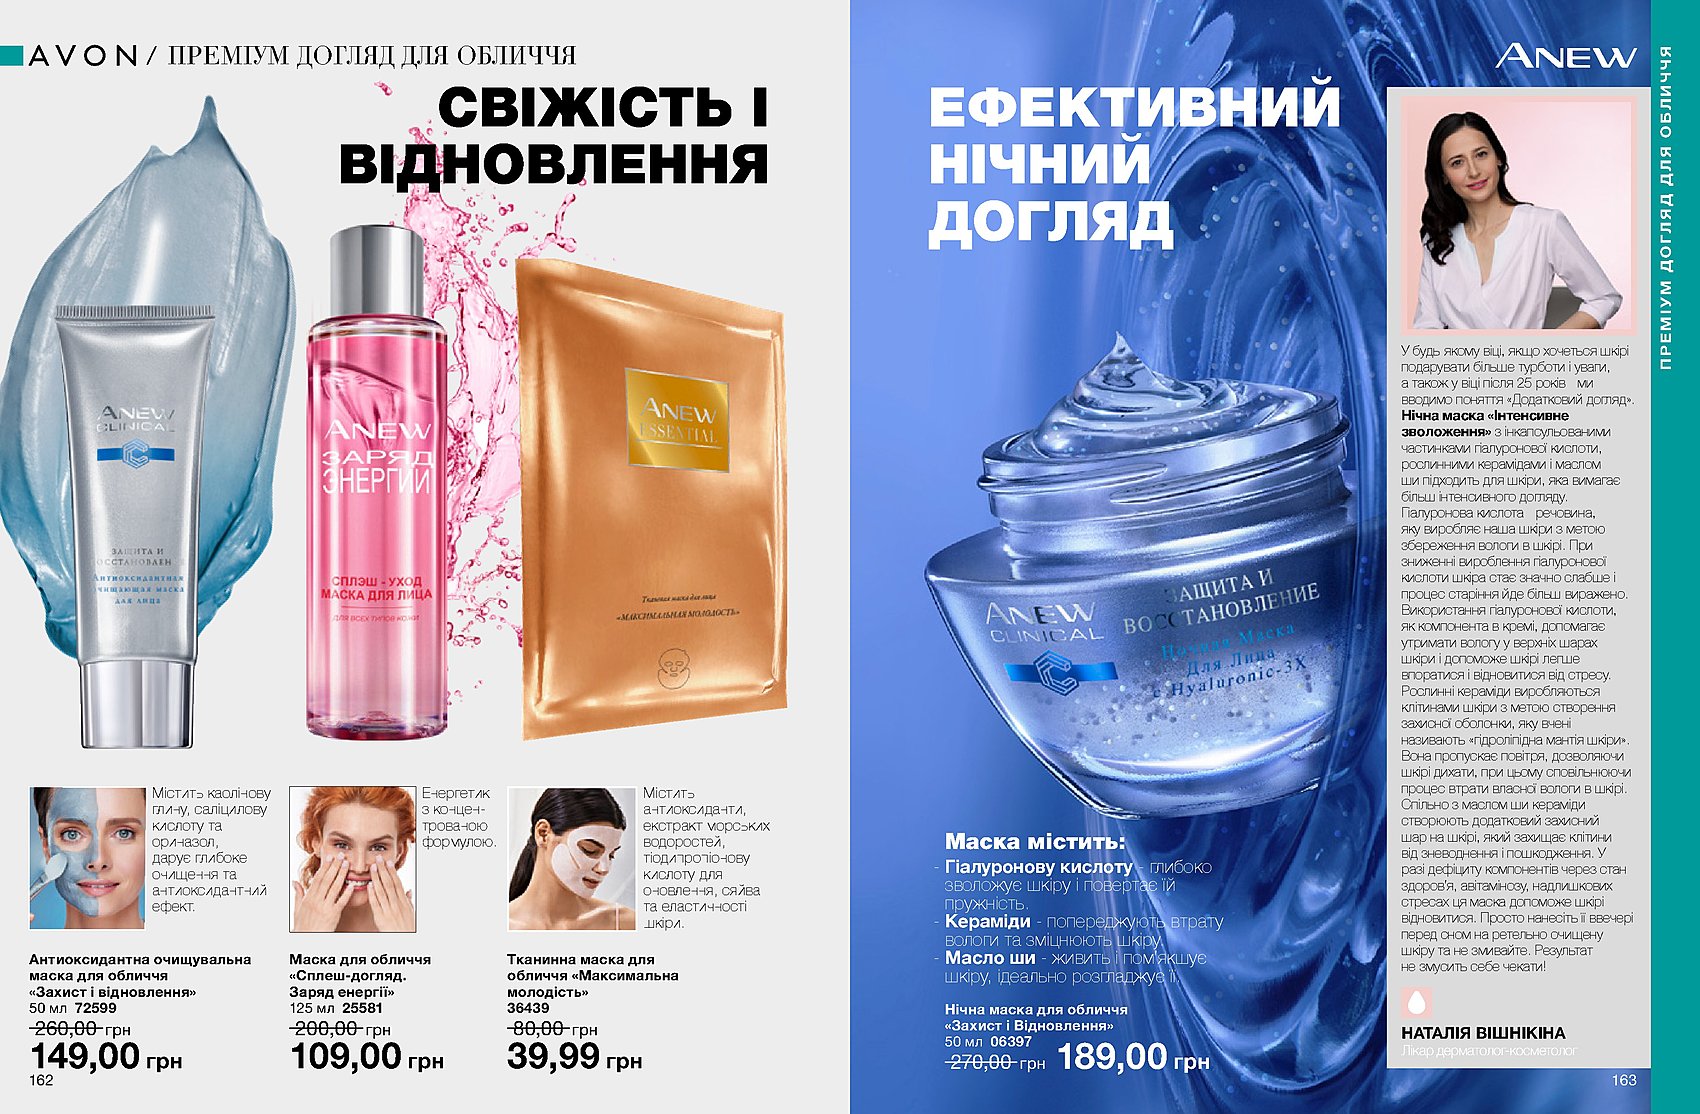 AVON / ПРЕМІУМ ДОГЛЯД ДЛЯ ОБЛИЧЧЯ
СВІЖІСТЬ І
ВІДНОВЛЕННЯ
ANEW
CLINICAL
ЗАЩИТА И
ВОССТАНОВЛЕНИЕ
Антиоксидантная
очищающая маска
для лица
ANEW
ЗАРЯД
ЭНЕРГИИ
СПЛЭШ - УХОД
МАСКА ДЛЯ ЛИЦА
ДЛЯ ВСЕХ ТИПОВ КОЖИ
ANEW
ESSENTIAL
Тканевая маска для лица
«МАКСИМАЛЬНАЯ МОЛОДОСТЬ»
Містить каолінову
глину, саліцилову
кислоту та
ориназол,
дарує глибоке
очищення та
антиоксидантний
ефект.
Антиоксидантна очищувальна
маска для обличчя
«Захист і відновлення»
50 мл 72599
260,00 грн
149,00 грн
162
Енергетик
з концен-
трованою
формулою.
Маска для обличчя
«Сплеш-догляд.
Заряд енергії»
125 мл 25581
200,00 грн
109,00 грн
Містить
антиоксиданти,
екстракт морських
водоростей,
тіодипропіонову
кислоту для
оновлення, сяйва
та еластичності
шкіри.
Тканинна маска для
обличчя «Максимальна
молодість»
36439
80,00 грн
39,99 грн
ЕФЕКТИВНИЙ
НІЧНИЙ
ДОГЛЯД
ANEW
CLINICAL
ЗАЩИТА И
ВОССТАНОВЛЕНИЕ
Ночная Маска
Для Лица
с Hyaluronic-3X
Маска містить:
- Гіалуронову кислоту - глибоко
зволожує шкіру і повертає їй
пружність.
- Кераміди - попереджують втрату
вологи та зміцнюють шкіру.
- Масло ши - живить і пом'якшує
шкіру, ідеально розгладжує її.
Нічна маска для обличчя
«Захист і Відновлення»
50 мл 06397
270,00 грн 189,00 грн
ANEW
У будь якому віці, якщо хочеться шкірі
подарувати більше турботи і уваги,
а також у віці після 25 років ми
вводимо поняття «Додатковий догляд».
Нічна маска «Інтенсивне
зволоження» з інкапсульованими
частинками гіалуронової кислоти,
рослинними керамідами і маслом
ши підходить для шкіри, яка вимагає
більш інтенсивного догляду.
Гіалуронова кислота речовина,
яку виробляє наша шкіри з метою
збереження вологи в шкірі. При
зниженні вироблення гіалуронової
кислоти шкіра стає значно слабше і
процес старіння йде більш виражено.
Використання гіалуронової кислоти,
як компонента в кремі, допомагає
утримати вологу у верхніх шарах
шкіри і допоможе шкірі легше
впоратися і відновитися від стресу.
Рослинні кераміди виробляються
клітинами шкіри з метою створення
захисної оболонки, яку вчені
називають «гідроліпідна мантія шкіри».
Вона пропускає повітря, дозволяючи
шкірі дихати, при цьому сповільнюючи
процес втрати власної вологи в шкірі.
Спільно з маслом ши кераміди
створюють додатковий захисний
шар на шкірі, який захищає клітини
від зневоднення і пошкодження. У
разі дефіциту компонентів через стан
здоров'я, авітамінозу, надлишкових
стресах ця маска допоможе шкірі
відновитися. Просто нанесіть її ввечері
перед сном на ретельно очищену
шкіру та не змивайте. Результат
не змусить себе чекати!
НАТАЛІЯ ВІШНІКІНА
Лікар дерматолог-косметолог
163
ПРЕМІУМ ДОГЛЯД ДЛЯ ОБЛИЧЧЯ